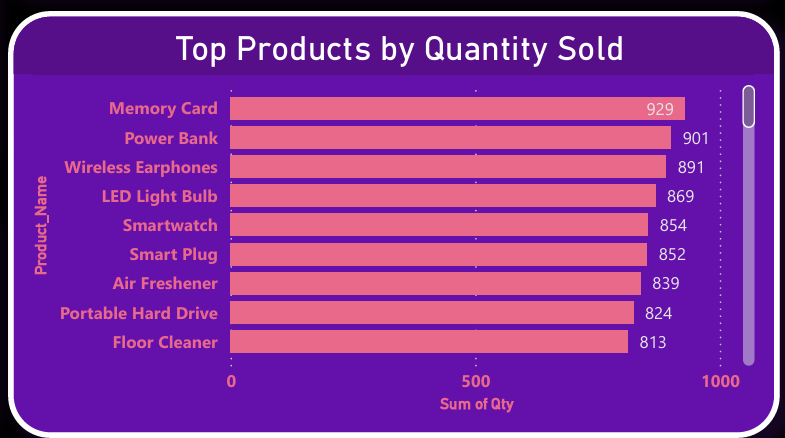 Top Products by Quantity Sold
Product_Name
Memory Card 929
Power Bank 901
Wireless Earphones 891
LED Light Bulb 869
Smartwatch 854
Smart Plug 852
Air Freshener 839
Portable Hard Drive 824
Floor Cleaner 813
0 500 1000
Sum of Qty